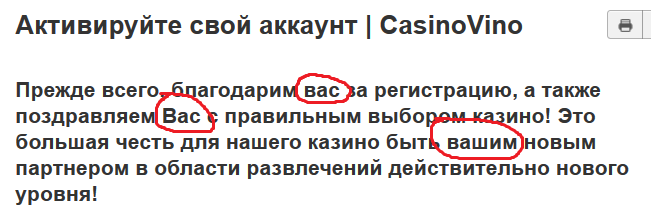 Активируйте свой аккаунт | CasinoVino
Прежде всего, благодарим вас за регистрацию, а также
поздравляем Вас с правильным выбором казино! Это
большая честь для нашего казино быть вашим новым
партнером в области развлечений действительно нового
уровня!